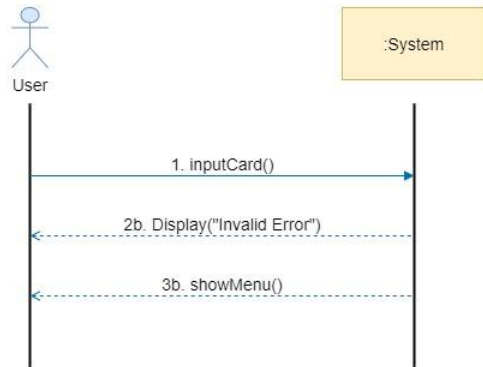 :System
User
1. inputCard()
2b. Display("Invalid Error")
3b. showMenu()